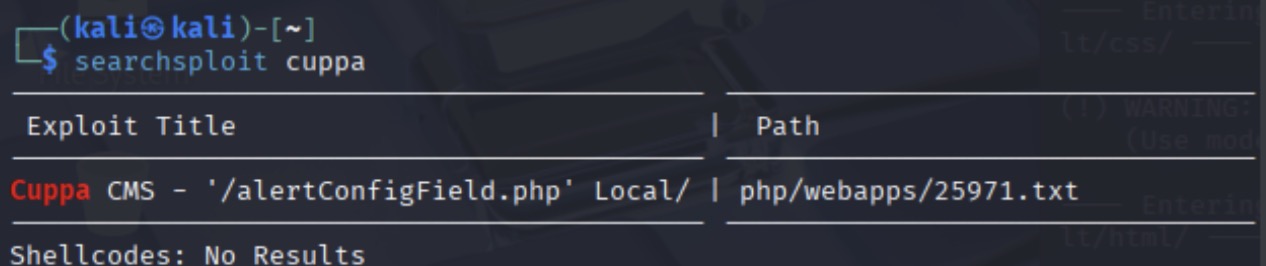 ┌──(kali㉿kali)-[~]
└─$ searchsploit cuppa
Exploit Title | Path
Cuppa CMS - '/alertConfigField.php' Local/ | php/webapps/25971.txt
Shellcodes: No Results
Entering
lt/css/
(!) WARNING:
(Use mod
Entering
lt/html/